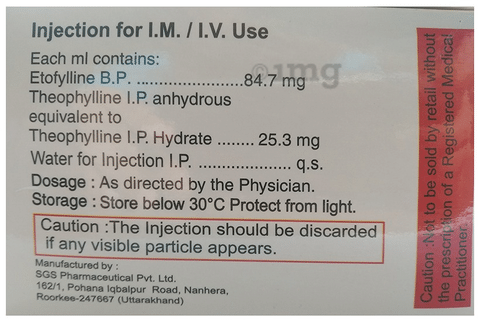 Injection for I.M. / I.V. Use
Each ml contains:
Etofylline B.P. ........................84.7 mg
Theophylline I.P. anhydrous
equivalent to
Theophylline I.P. Hydrate ........ 25.3 mg
Water for Injection I.P. .................... q.s.
Dosage : As directed by the Physician.
Storage : Store below 30°C Protect from light.
Caution :The Injection should be discarded
if any visible particle appears.
Manufactured by :
SGS Pharmaceutical Pvt. Ltd.
162/1, Pohana Iqbalpur Road, Nanhera,
Roorkee-247667 (Uttarakhand)
Caution :Not to be sold by retail without
the prescription of a Registered Medical
Practitioner.
1mg